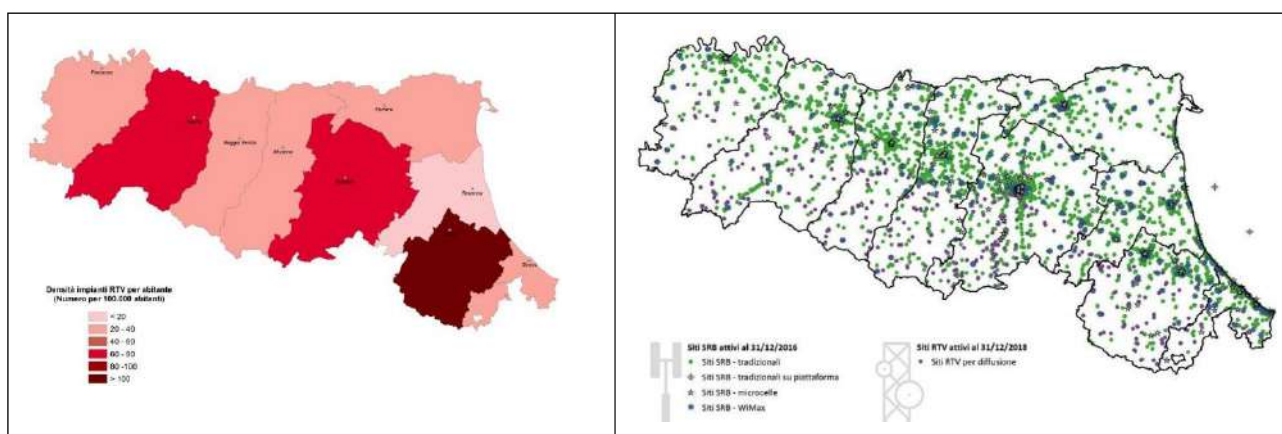 Piacenza
Parma
Reggio Emilia
Modena
Ferrara
Bologna
Ravenna
Rimini
Densità impianti RTV per abitante
(Numero per 100.000 abitanti)
< 20
20 - 40
40 - 60
60 - 80
80 -100
> 100
Siti SRB attivi al 31/12/2016
Siti SRB - tradizionali
Siti SRB - tradizionali su piattaforma
Siti SRB - microcelle
Siti SRB - WiMax
Siti RTV attivi al 31/12/2018
Siti RTV per diffusione